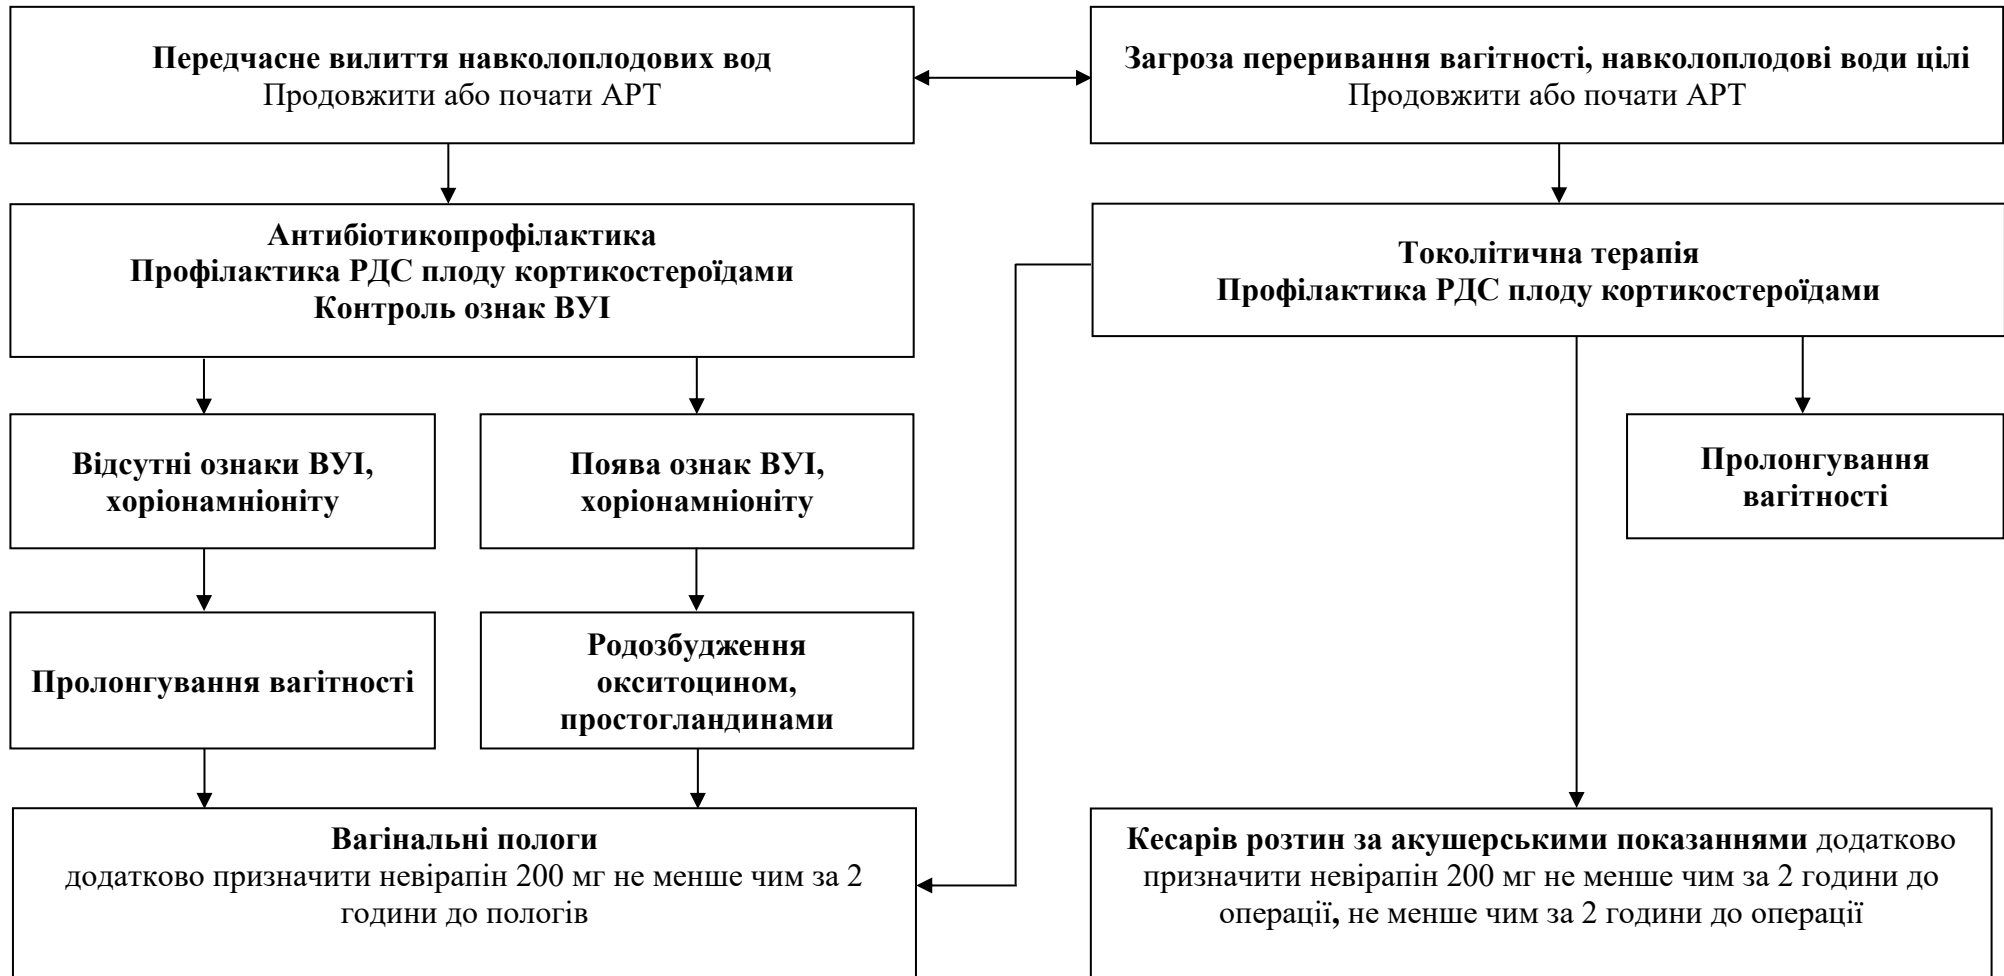 Передчасне вилиття навколоплодових вод
Продовжити або почати АРТ
Загроза переривання вагітності, навколоплодові води цілі
Продовжити або почати АРТ
Антибіотикопрофілактика
Профілактика РДС плоду кортикостероїдами
Контроль ознак ВУІ
Токолітична терапія
Профілактика РДС плоду кортикостероїдами
Відсутні ознаки ВУІ,
хоріонамніоніту
Поява ознак ВУІ,
хоріонамніоніту
Пролонгування
вагітності
Пролонгування вагітності
Родозбудження
окситоцином,
простогландинами
Вагінальні пологи
додатково призначити невірапін 200 мг не менше чим за 2
години до пологів
Кесарів розтин за акушерськими показаннями додатково
призначити невірапін 200 мг не менше чим за 2 години до
операції, не менше чим за 2 години до операції